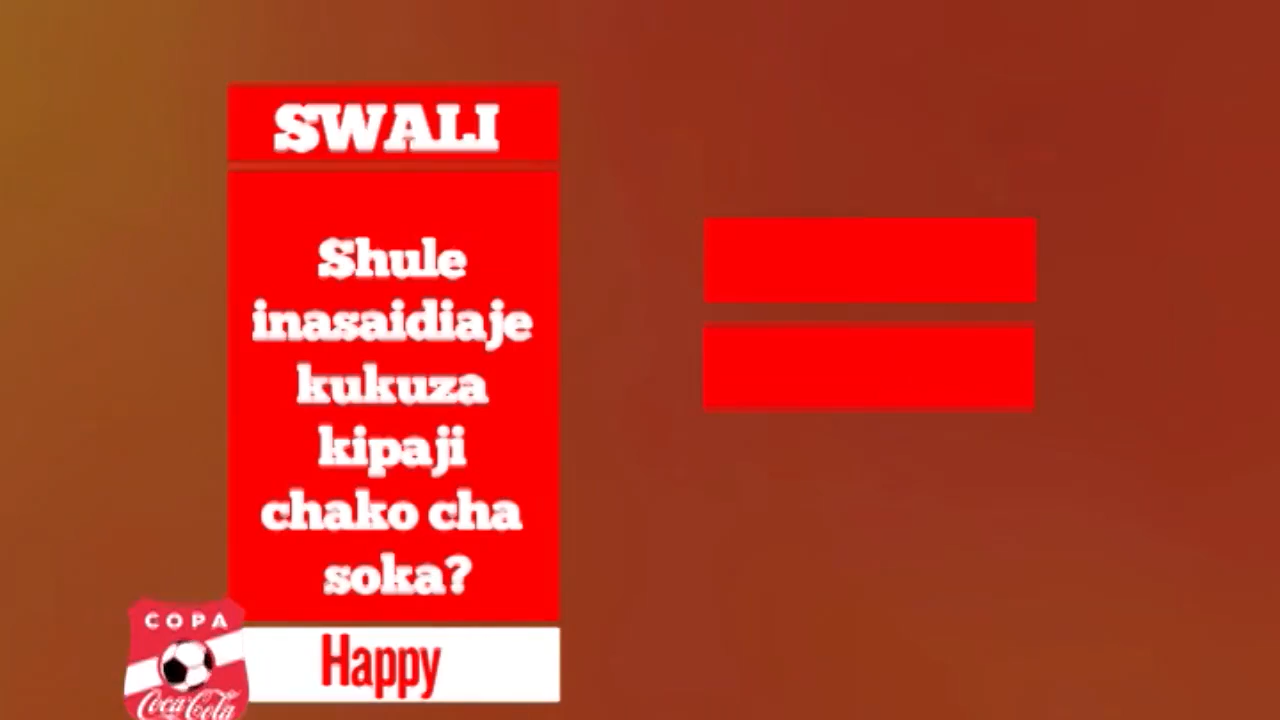 SWALI
Shule
inasaidiaje
kukuza
kipaji
chako cha
soka?
Happy
COPA
Coca-Cola